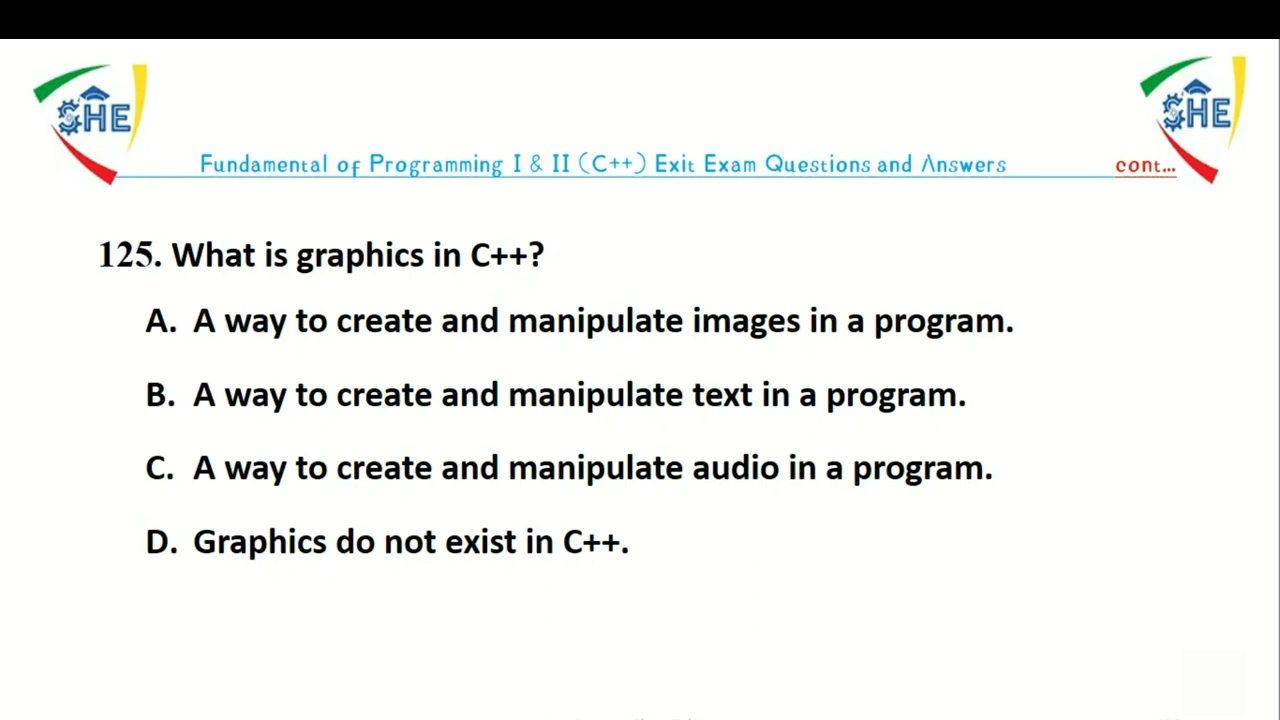 SHE
SHE
Fundamental of Programming I & II (C++) Exit Exam Questions and Answers cont...
125. What is graphics in C++?
A. A way to create and manipulate images in a program.
B. A way to create and manipulate text in a program.
C. A way to create and manipulate audio in a program.
D. Graphics do not exist in C++.